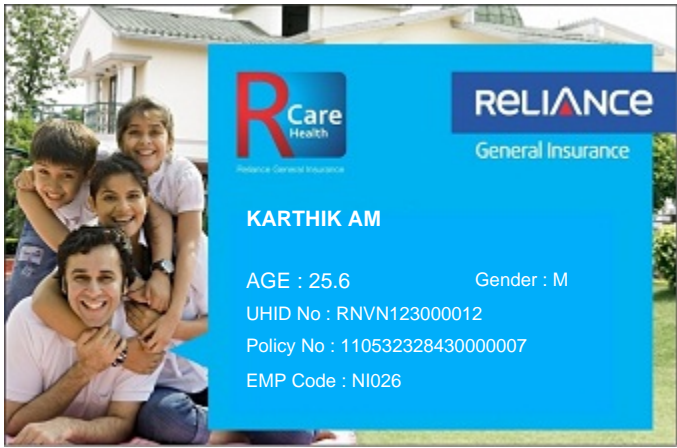 R Care
Health
Reliance General Insurance
RELIANCE
General Insurance
KARTHIK AM
AGE : 25.6 Gender : M
UHID No : RNVN123000012
Policy No : 110532328430000007
EMP Code : NI026